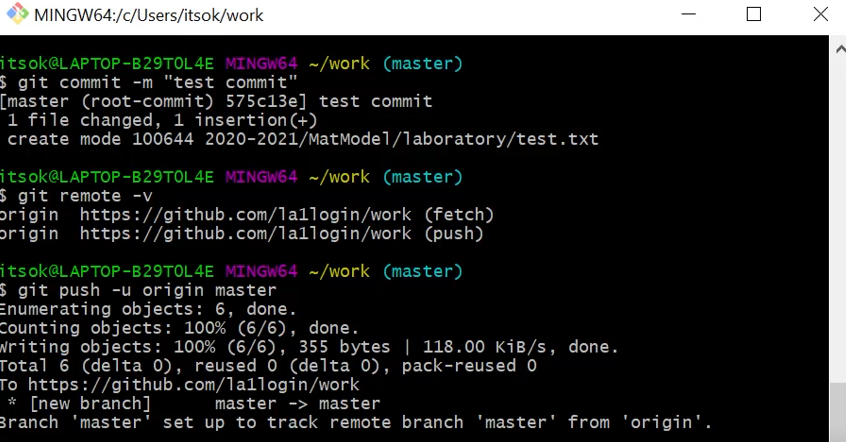 MINGW64:/c/Users/itsok/work
itsok@LAPTOP-B29T0L4E MINGW64 ~/work (master)
$ git commit -m "test commit"
[master (root-commit) 575c13e] test commit
1 file changed, 1 insertion(+)
create mode 100644 2020-2021/MatModel/laboratory/test.txt
itsok@LAPTOP-B29T0L4E MINGW64 ~/work (master)
$ git remote -v
origin https://github.com/la1login/work (fetch)
origin https://github.com/la1login/work (push)
itsok@LAPTOP-B29T0L4E MINGW64 ~/work (master)
$ git push -u origin master
Enumerating objects: 6, done.
Counting objects: 100% (6/6), done.
Writing objects: 100% (6/6), 355 bytes | 118.00 KiB/s, done.
Total 6 (delta 0), reused 0 (delta 0), pack-reused 0
To https://github.com/la1login/work
* [new branch] master -> master
Branch 'master' set up to track remote branch 'master' from 'origin'.